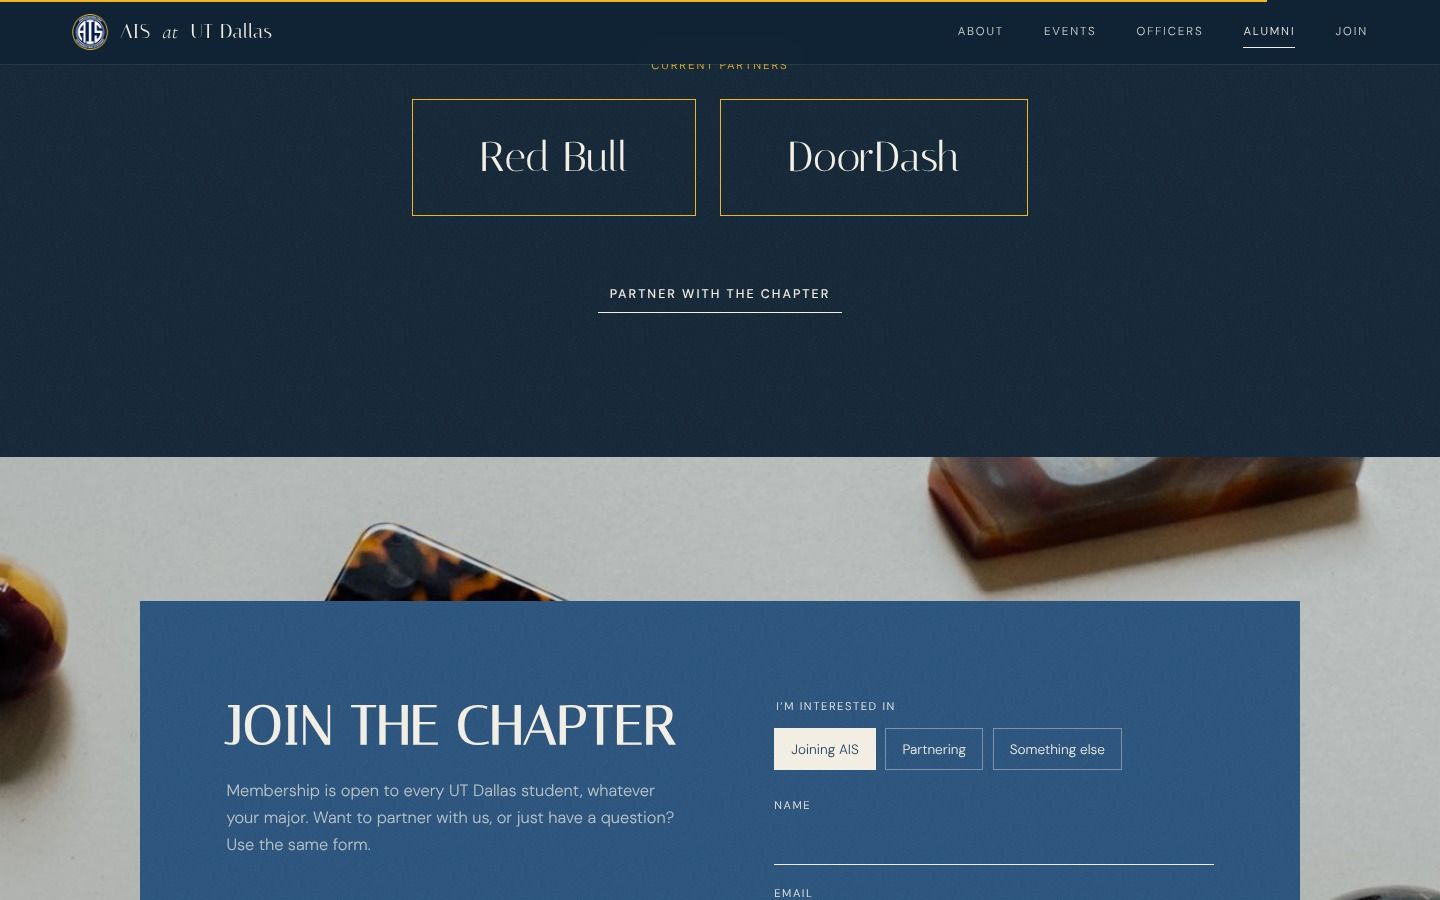 AIS
AIS at UT Dallas
ABOUT
EVENTS
OFFICERS
ALUMNI
JOIN
CURRENT PARTNERS
Red Bull
DoorDash
PARTNER WITH THE CHAPTER
JOIN THE CHAPTER
Membership is open to every UT Dallas student, whatever
your major. Want to partner with us, or just have a question?
Use the same form.
I'M INTERESTED IN
Joining AIS
Partnering
Something else
NAME
EMAIL